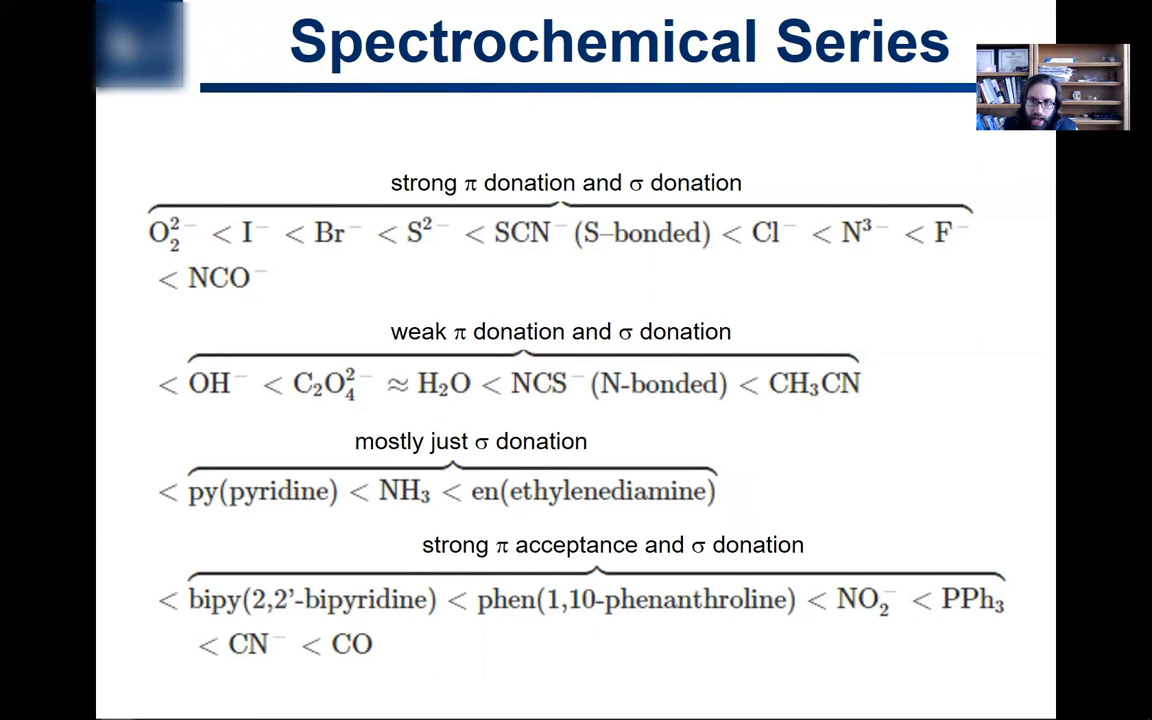 Spectrochemical Series
strong π donation and σ donation
O₂²⁻ < I⁻ < Br⁻ < S²⁻ < SCN⁻ (S–bonded) < Cl⁻ < N³⁻ < F⁻
< NCO⁻
weak π donation and σ donation
< OH⁻ < C₂O₄²⁻ ≈ H₂O < NCS⁻ (N-bonded) < CH₃CN
mostly just σ donation
< py(pyridine) < NH₃ < en(ethylenediamine)
strong π acceptance and σ donation
< bipy(2,2’-bipyridine) < phen(1,10-phenanthroline) < NO₂⁻ < PPh₃
< CN⁻ < CO